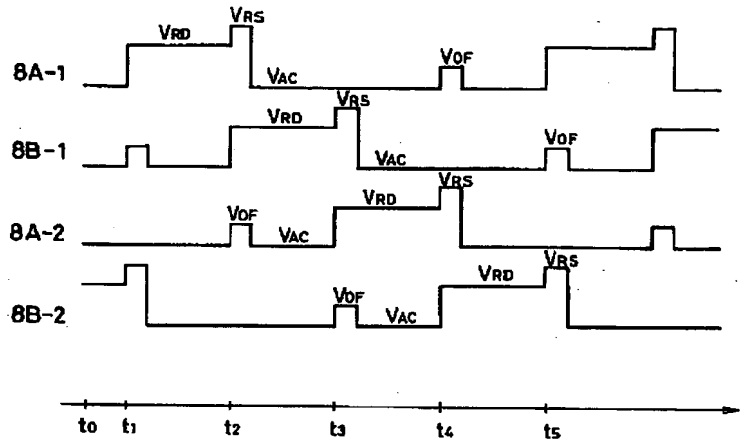 VRS
VRD
8A-1
VAC
VOF
VRS
VRD
8B-1
VAC
VOF
VRS
VRD
8A-2
VOF
VAC
VRS
VRD
8B-2
VOF
VAC
t0 t1 t2 t3 t4 t5